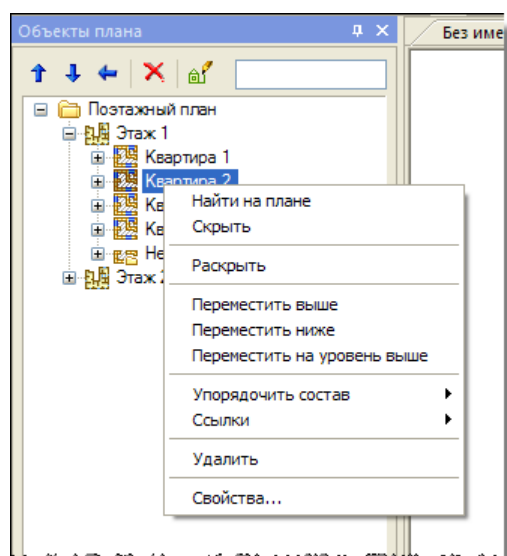 Объекты плана
Без име
Поэтажный план
Этаж 1
Квартира 1
Квартира 2
Кв
Кв
Не
Этаж 2
Найти на плане
Скрыть
Раскрыть
Переместить выше
Переместить ниже
Переместить на уровень выше
Упорядочить состав
Ссылки
Удалить
Свойства...